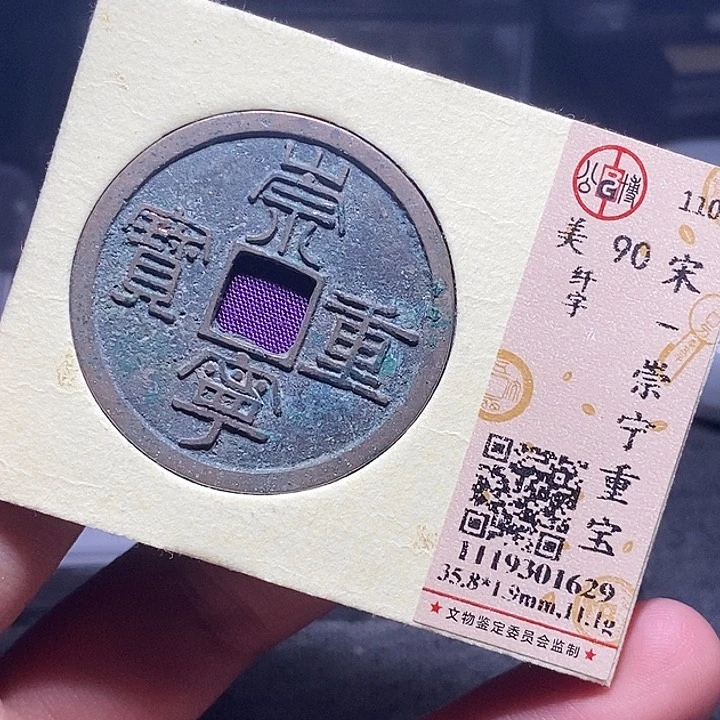 崇
重
寧
寳
公博
110
美 90
纤字
宋一崇宁重宝
1119301629
35.8*1.9mm,11.1g
★文物鉴定委员会监制★